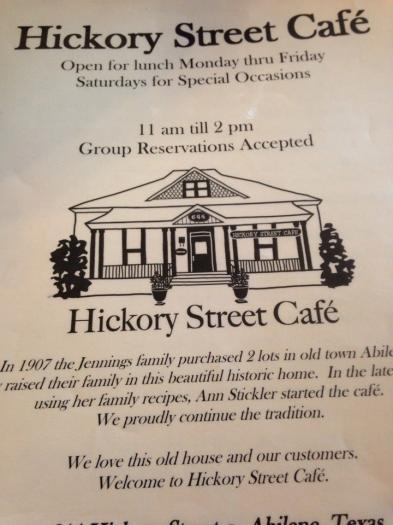 Hickory Street Café
Open for lunch Monday thru Friday
Saturdays for Special Occasions
11 am till 2 pm
Group Reservations Accepted
644
HICKORY STREET CAFE
Hickory Street Café
In 1907 the Jennings family purchased 2 lots in old town
raised their family in this beautiful historic home. In the late
using her family recipes, Ann Stickler started the café.
We proudly continue the tradition.
We love this old house and our customers.
Welcome to Hickory Street Café.
Hickory Street Abilene, Texas